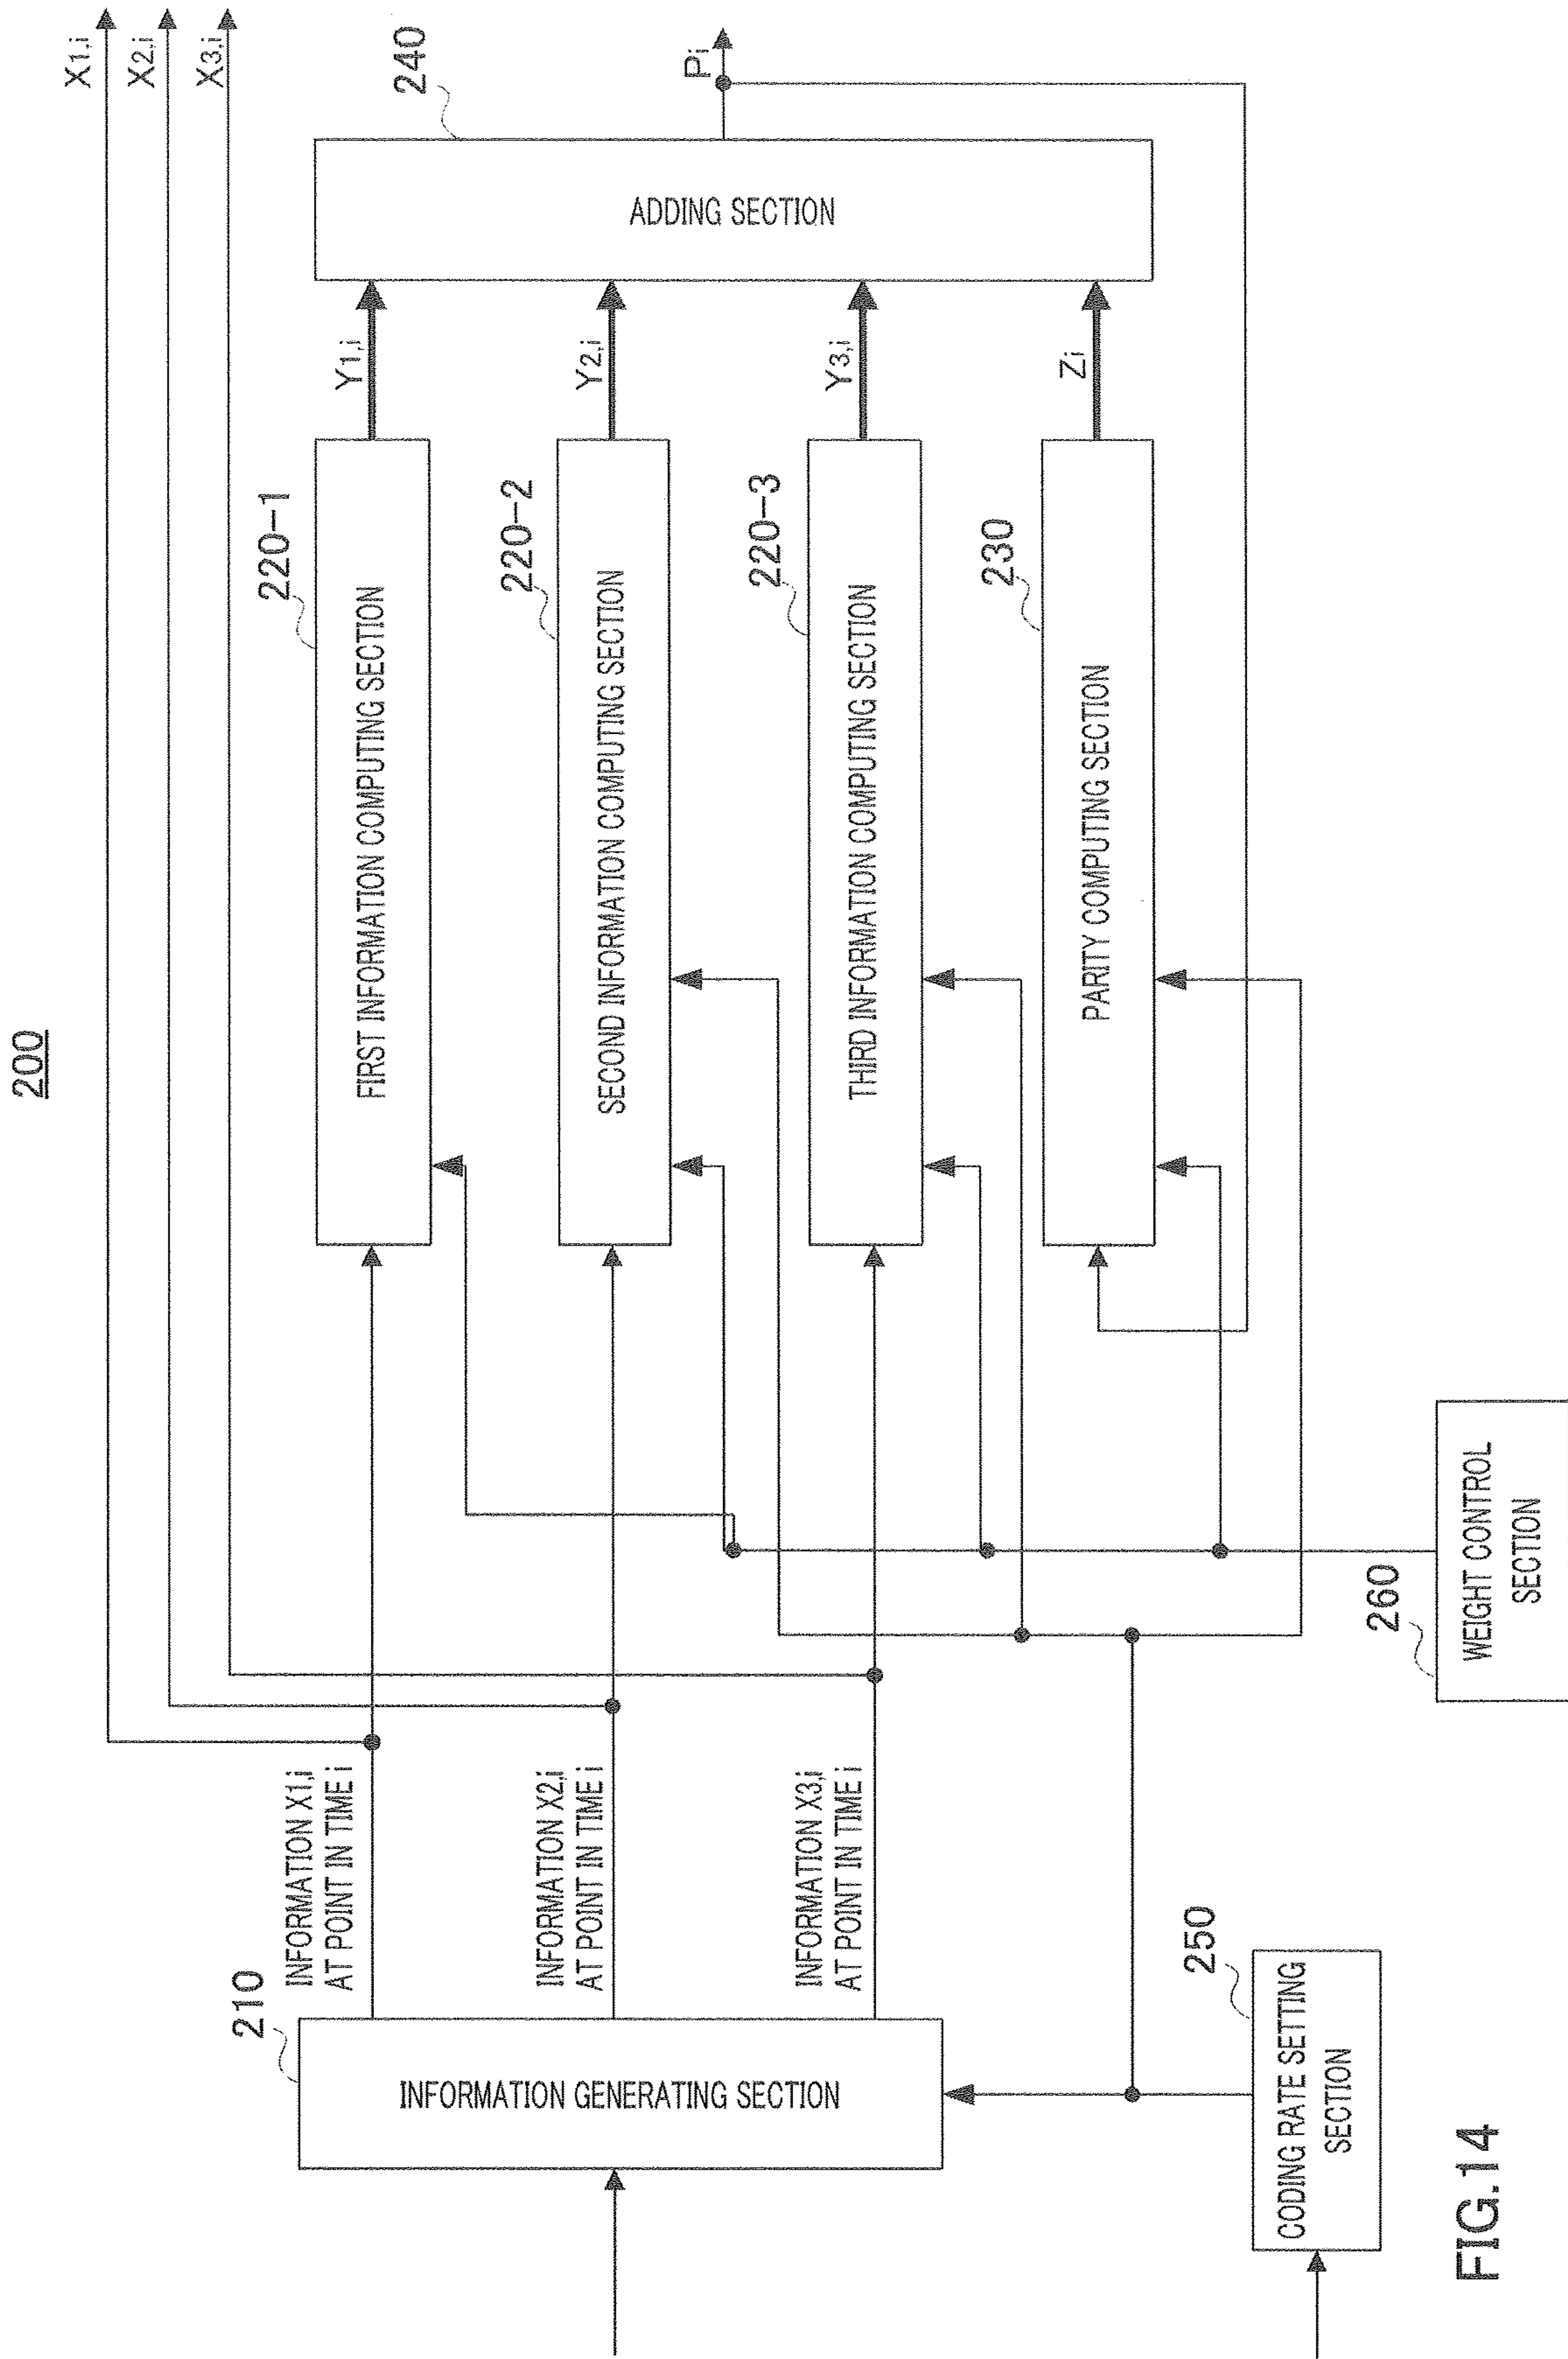 200
X1,i
X2,i
X3,i
210
INFORMATION GENERATING SECTION
INFORMATION X1,i
AT POINT IN TIME i
INFORMATION X2,i
AT POINT IN TIME i
INFORMATION X3,i
AT POINT IN TIME i
220-1
FIRST INFORMATION COMPUTING SECTION
Y1,i
220-2
SECOND INFORMATION COMPUTING SECTION
Y2,i
220-3
THIRD INFORMATION COMPUTING SECTION
Y3,i
230
PARITY COMPUTING SECTION
Zi
240
ADDING SECTION
Pi
250
CODING RATE SETTING
SECTION
260
WEIGHT CONTROL
SECTION
FIG.14